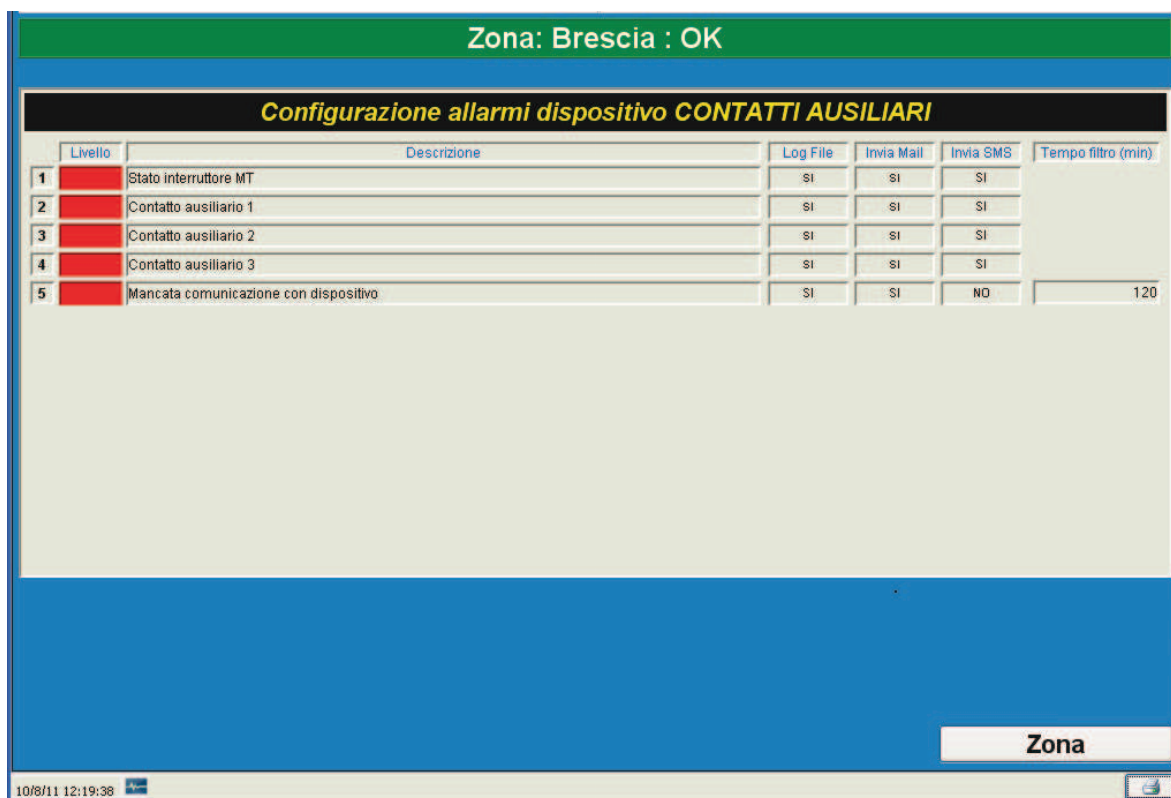 Zona: Brescia : OK
Configurazione allarmi dispositivo CONTATTI AUSILIARI
Livello Descrizione Log File Invia Mail Invia SMS Tempo filtro (min)
1 Stato interruttore MT SI SI SI
2 Contatto ausiliario 1 SI SI SI
3 Contatto ausiliario 2 SI SI SI
4 Contatto ausiliario 3 SI SI SI
5 Mancata comunicazione con dispositivo SI SI NO 120
Zona
10/8/11 12:19:38